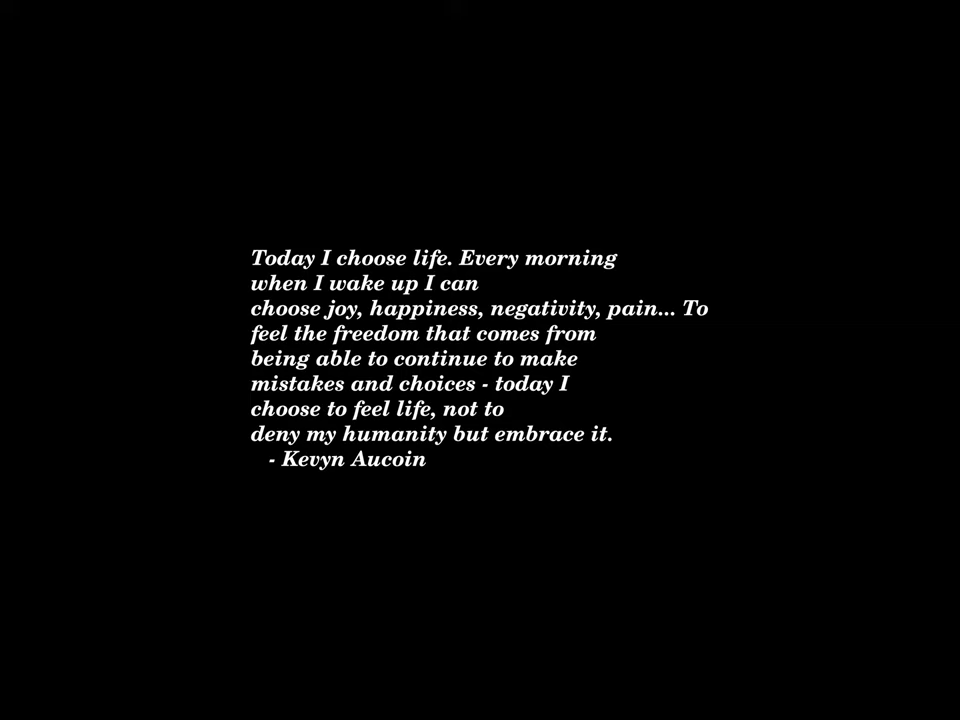 Today I choose life. Every morning
when I wake up I can
choose joy, happiness, negativity, pain... To
feel the freedom that comes from
being able to continue to make
mistakes and choices - today I
choose to feel life, not to
deny my humanity but embrace it.
- Kevyn Aucoin